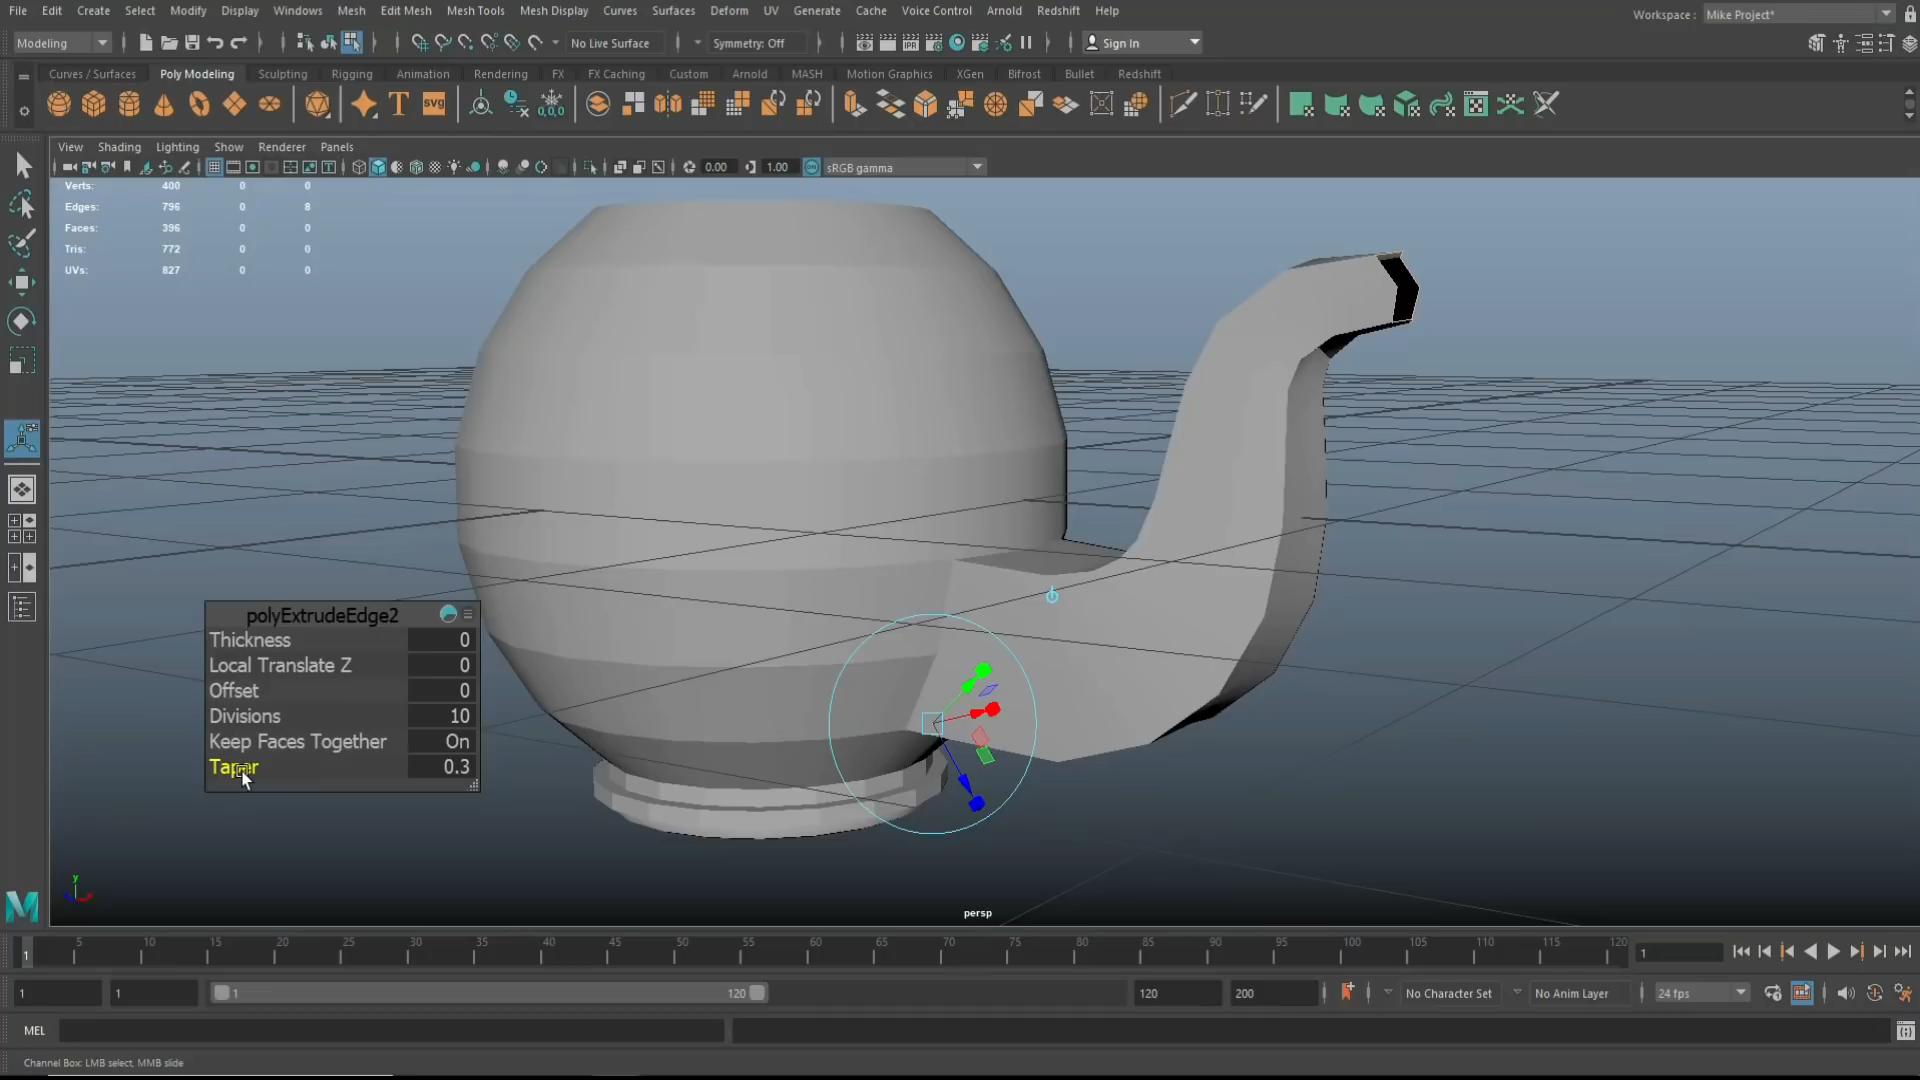 File Edit Create Select Modify Display Windows Mesh Edit Mesh Mesh Tools Mesh Display Curves Surfaces Deform UV Generate Cache Voice Control Arnold Redshift Help
Workspace : Mike Project*
Modeling No Live Surface Symmetry: Off Sign In
Curves / Surfaces Poly Modeling Sculpting Rigging Animation Rendering FX FX Caching Custom Arnold MASH Motion Graphics XGen Bifrost Bullet Redshift
T SVG 0,0,0
View Shading Lighting Show Renderer Panels
0.00 1.00 sRGB gamma
Verts: 400 0 0
Edges: 796 0 8
Faces: 396 0 0
Tris: 772 0 0
UVs: 827 0 0
polyExtrudeEdge2
Thickness 0
Local Translate Z 0
Offset 0
Divisions 10
Keep Faces Together On
Taper 0.3
y
persp
5 10 15 20 25 30 35 40 45 50 55 60 65 70 75 80 85 90 95 100 105 110 115 120
1 1
1 1 1 120 120 200 No Character Set No Anim Layer 24 fps
MEL
Channel Box: LMB select, MMB slide